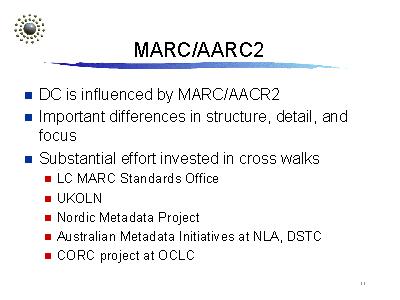 MARC/AARC2
DC is influenced by MARC/AACR2
Important differences in structure, detail, and
focus
Substantial effort invested in cross walks
LC MARC Standards Office
UKOLN
Nordic Metadata Project
Australian Metadata Initiatives at NLA, DSTC
CORC project at OCLC